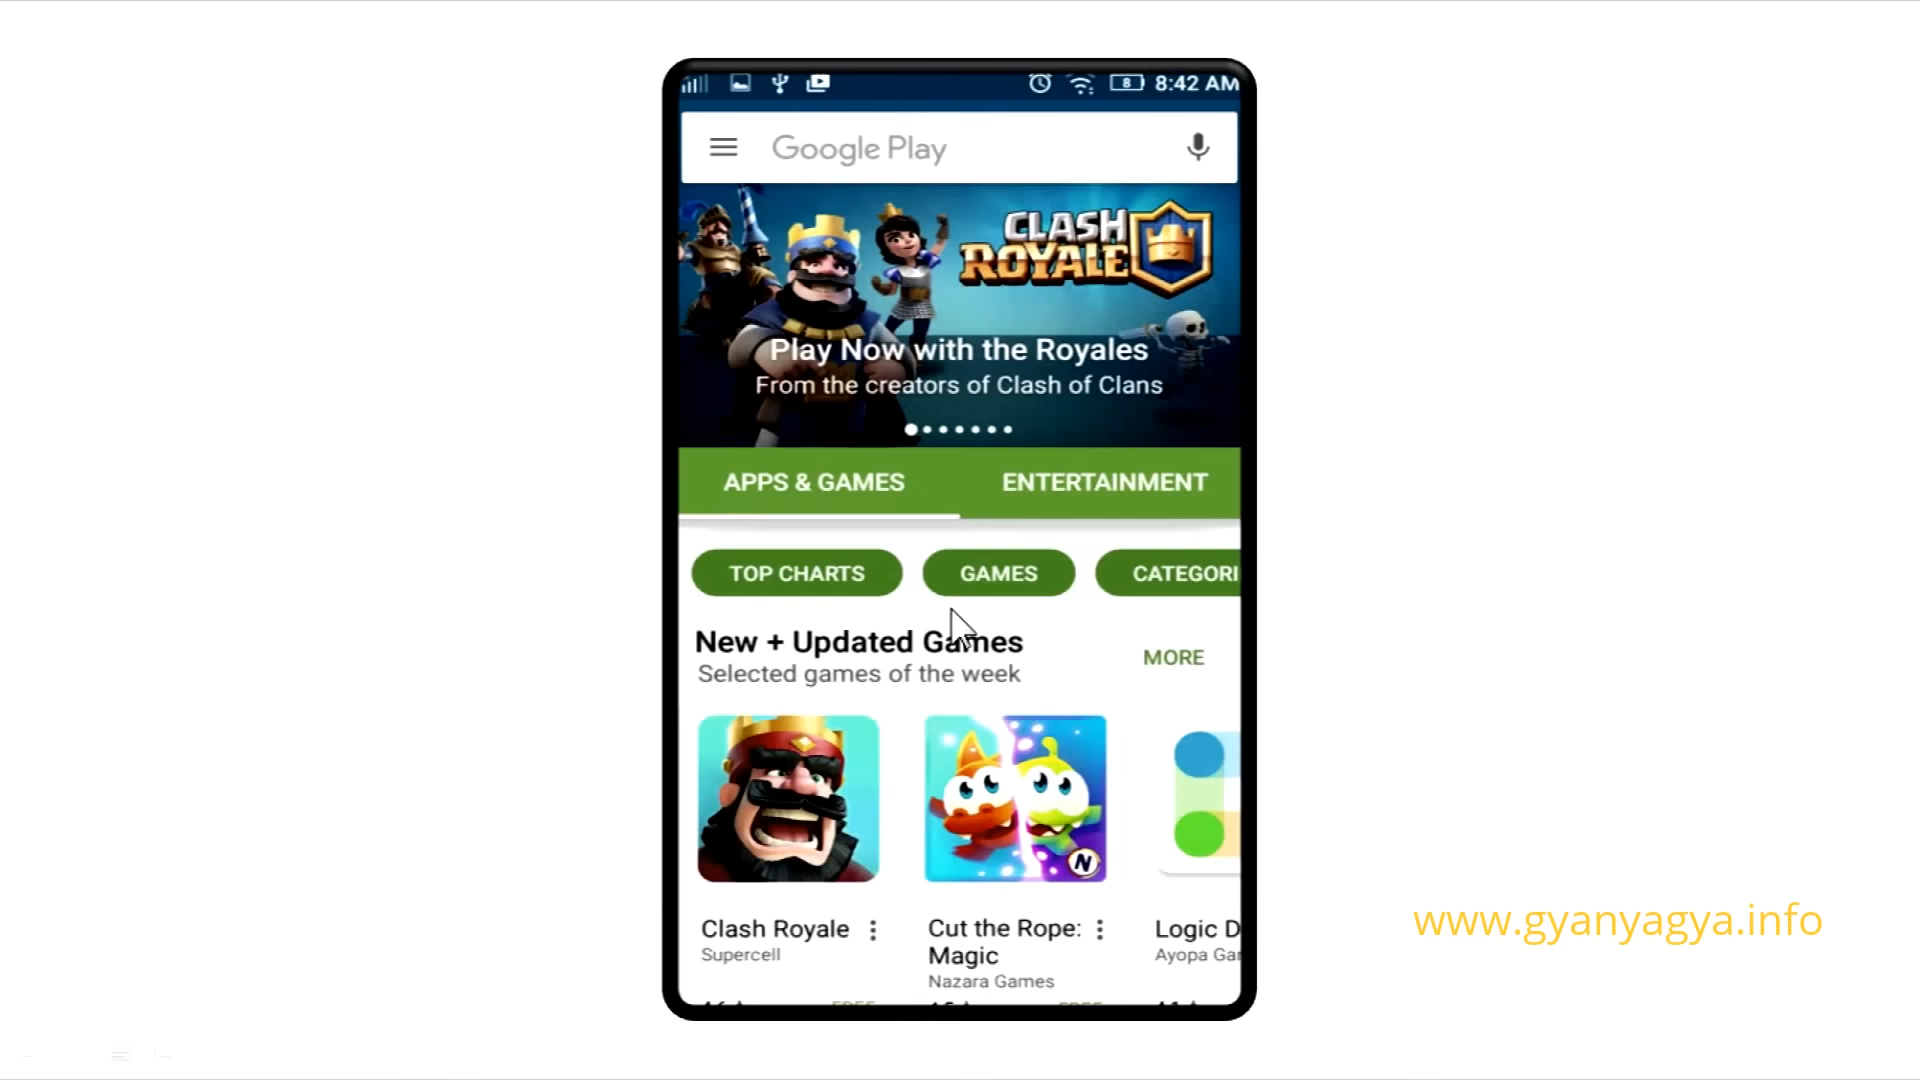 8 8:42 AM
Google Play
CLASH
ROYALE
Play Now with the Royales
From the creators of Clash of Clans
APPS & GAMES ENTERTAINMENT
TOP CHARTS GAMES CATEGORI
New + Updated Games
MORE
Selected games of the week
N
Clash Royale Cut the Rope: Logic D
Magic
Supercell Ayopa Gar
Nazara Games
www.gyanyagya.info